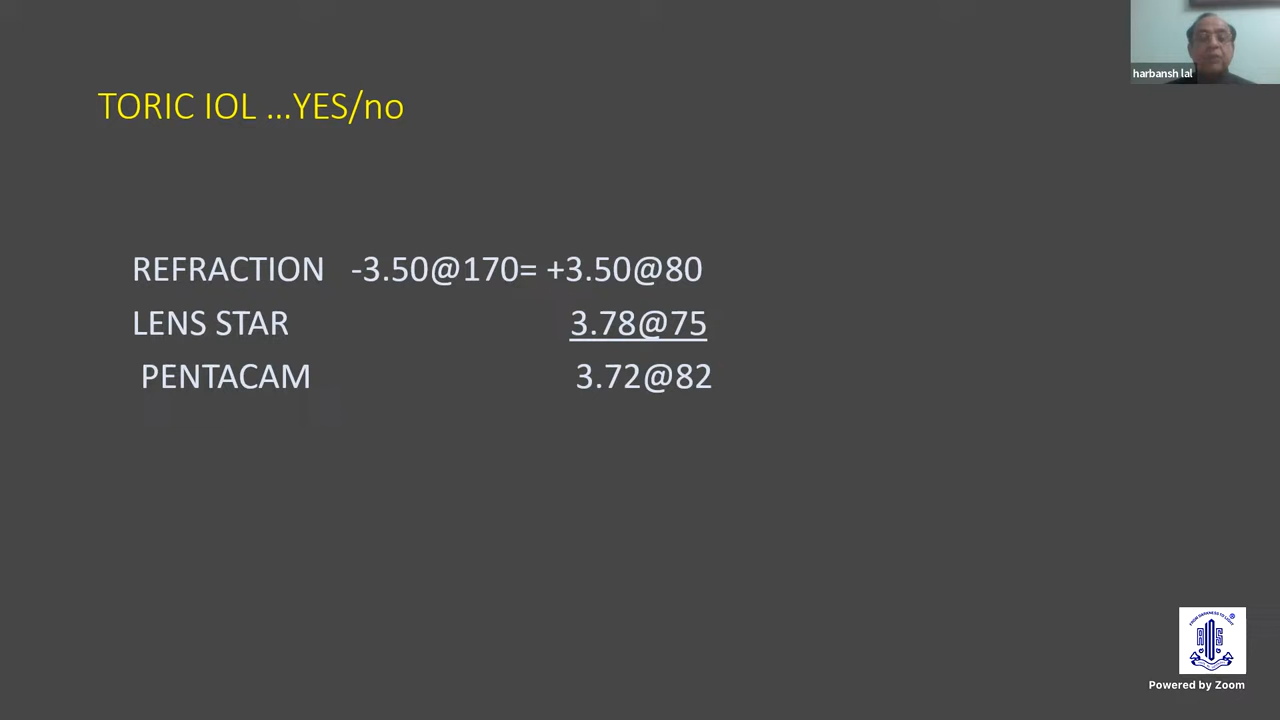 harbansh lal
TORIC IOL ...YES/no
REFRACTION -3.50@170= +3.50@80
LENS STAR 3.78@75
PENTACAM 3.72@82
Powered by Zoom